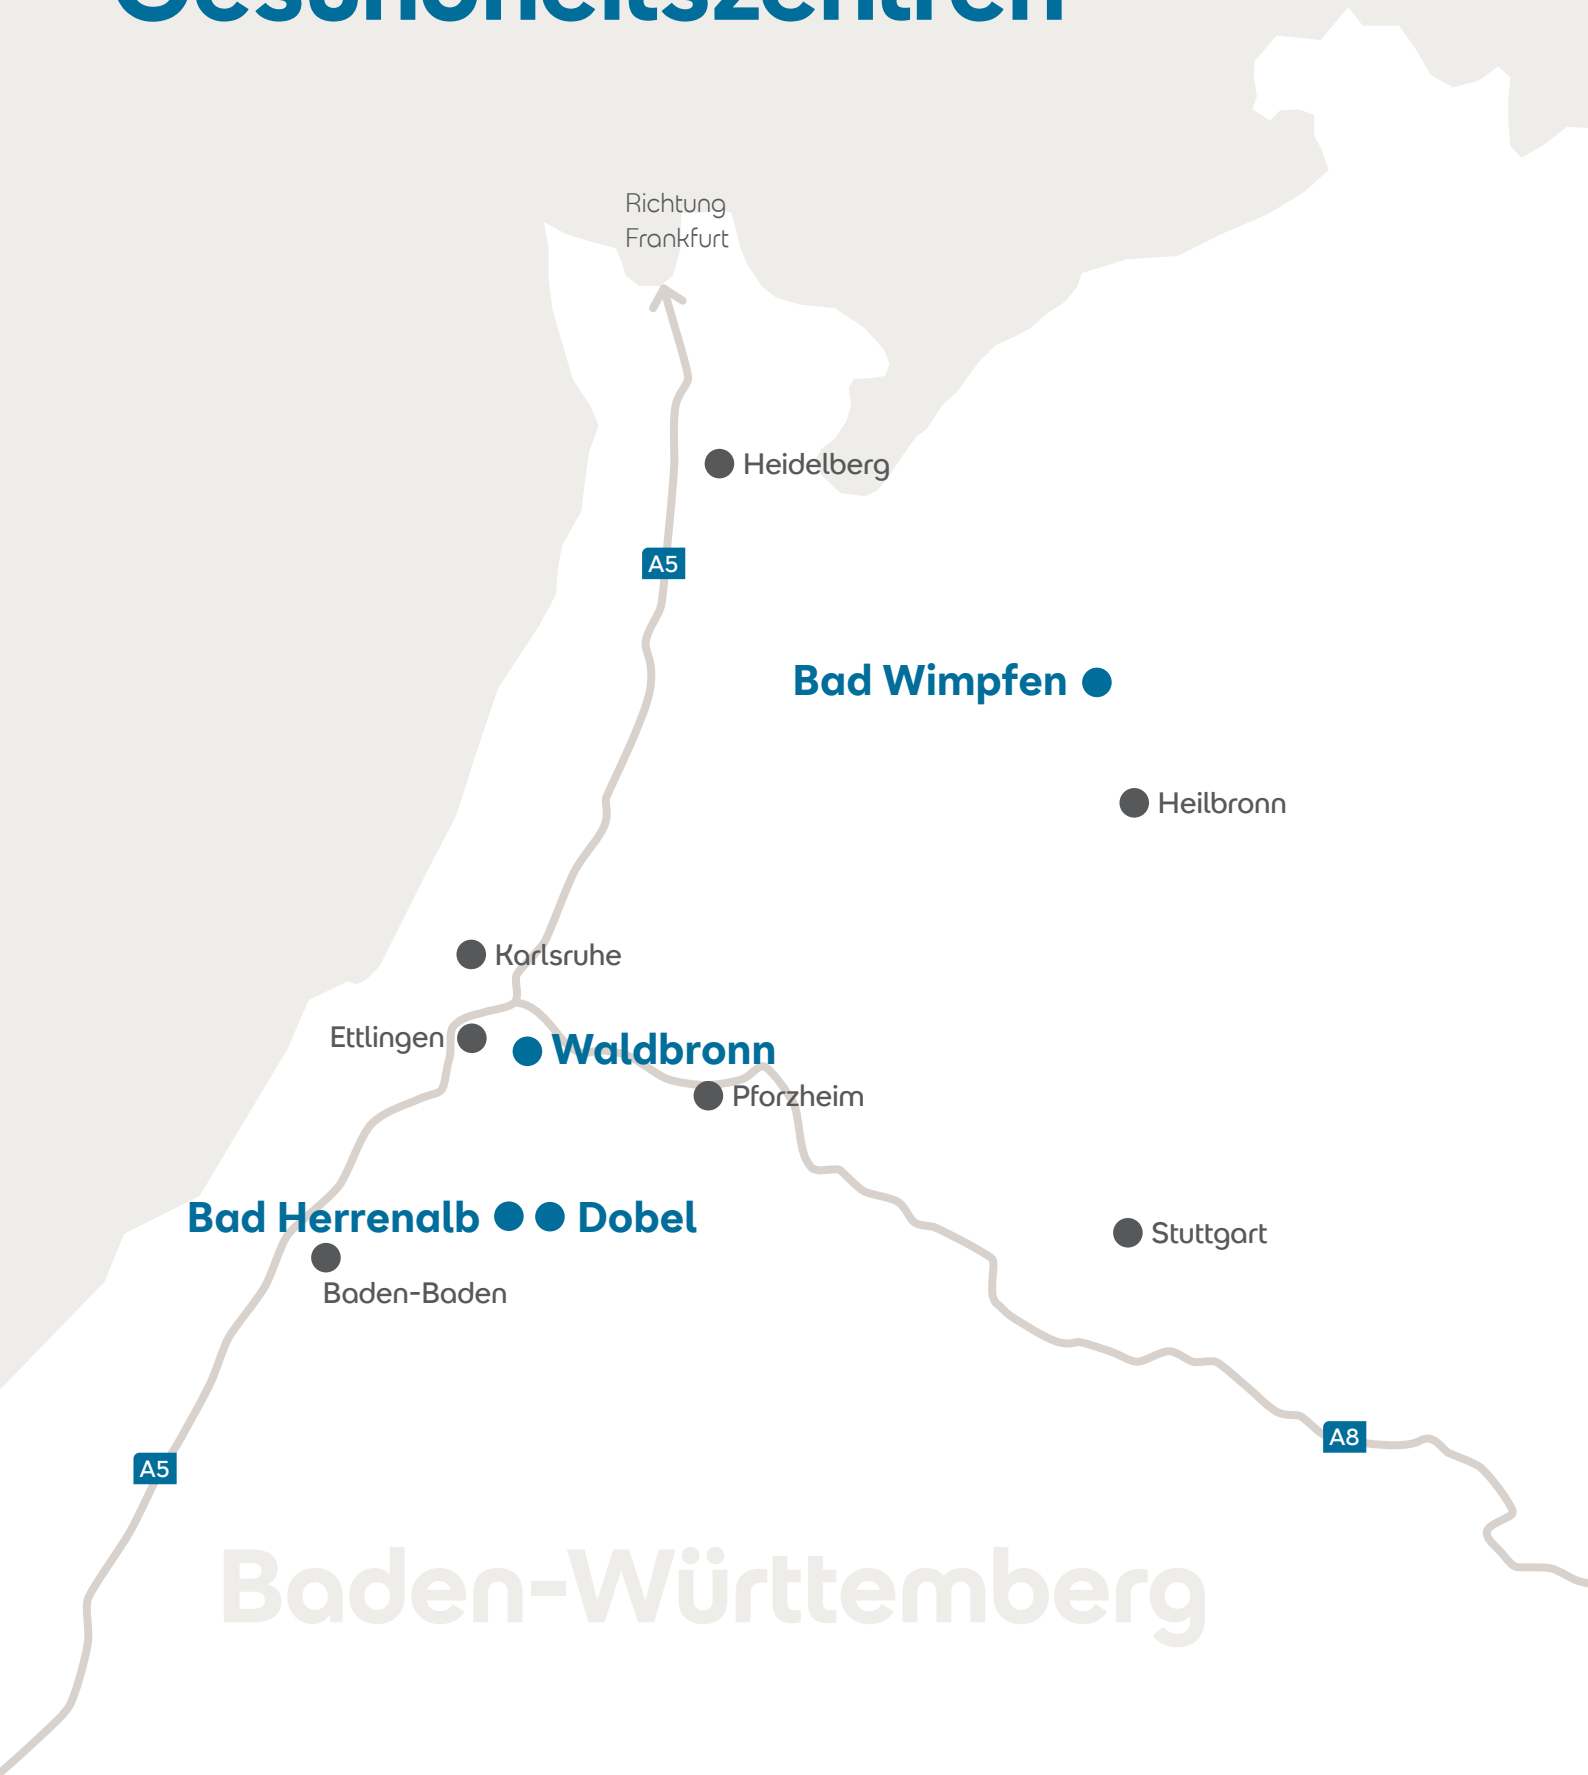 Gesundheitszentren
Richtung
Frankfurt
Heidelberg
A5
Bad Wimpfen
Heilbronn
Karlsruhe
Ettlingen
Waldbronn
Pforzheim
Bad Herrenalb
Dobel
Stuttgart
Baden-Baden
A8
A5
Baden-Württemberg